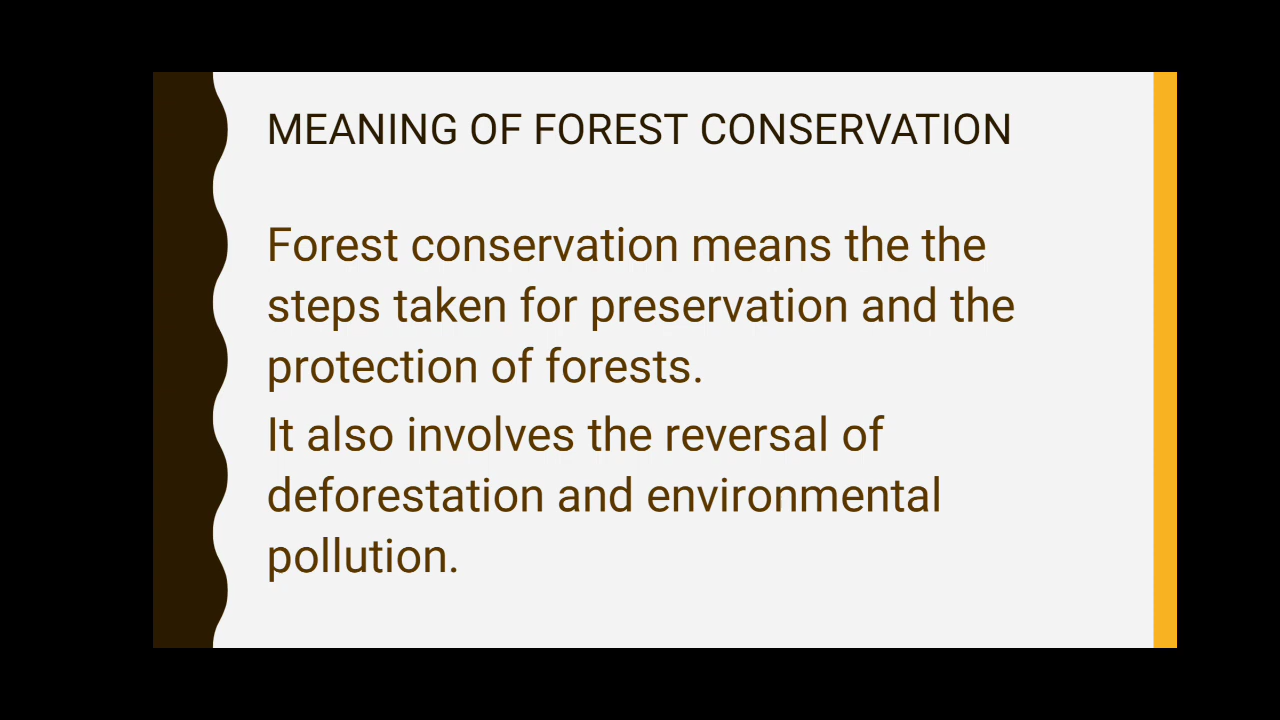 MEANING OF FOREST CONSERVATION
Forest conservation means the the
steps taken for preservation and the
protection of forests.
It also involves the reversal of
deforestation and environmental
pollution.